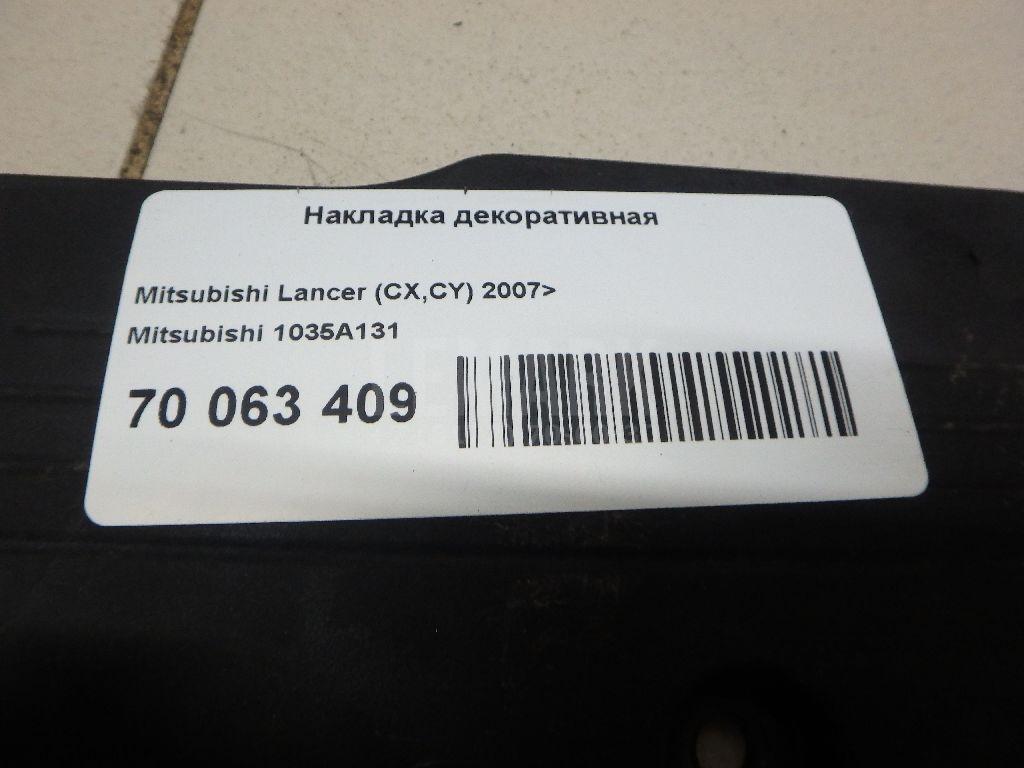 Накладка декоративная
Mitsubishi Lancer (CX,CY) 2007>
Mitsubishi 1035A131
70 063 409